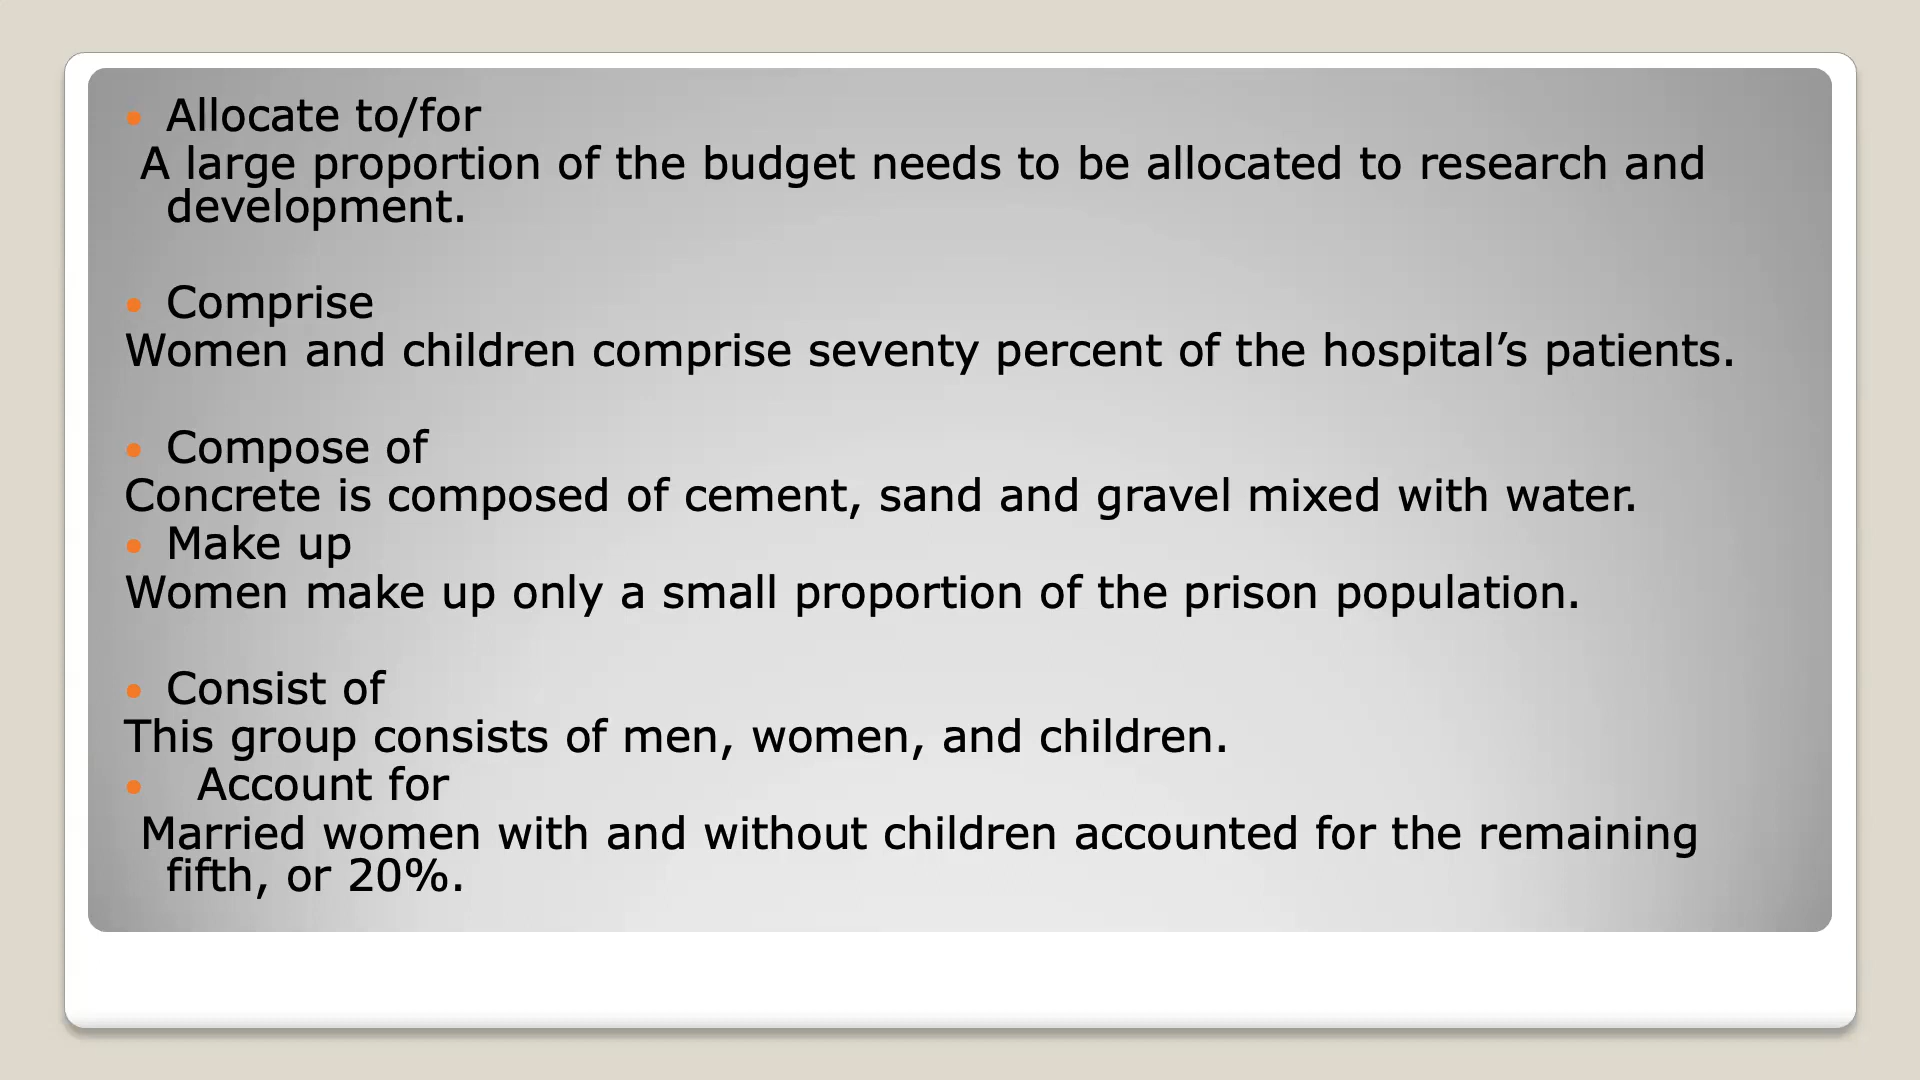 • Allocate to/for
A large proportion of the budget needs to be allocated to research and
development.
• Comprise
Women and children comprise seventy percent of the hospital’s patients.
• Compose of
Concrete is composed of cement, sand and gravel mixed with water.
• Make up
Women make up only a small proportion of the prison population.
• Consist of
This group consists of men, women, and children.
• Account for
Married women with and without children accounted for the remaining
fifth, or 20%.